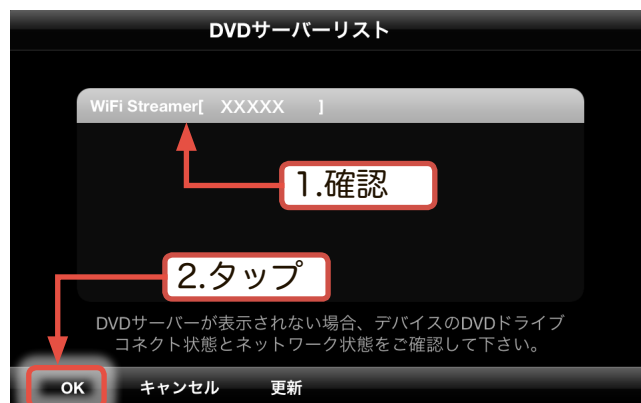 DVDサーバーリスト
WiFi Streamer[ XXXXX ]
1.確認
2.タップ
DVDサーバーが表示されない場合、デバイスのDVDドライブ
コネクト状態とネットワーク状態をご確認して下さい。
OK キャンセル 更新